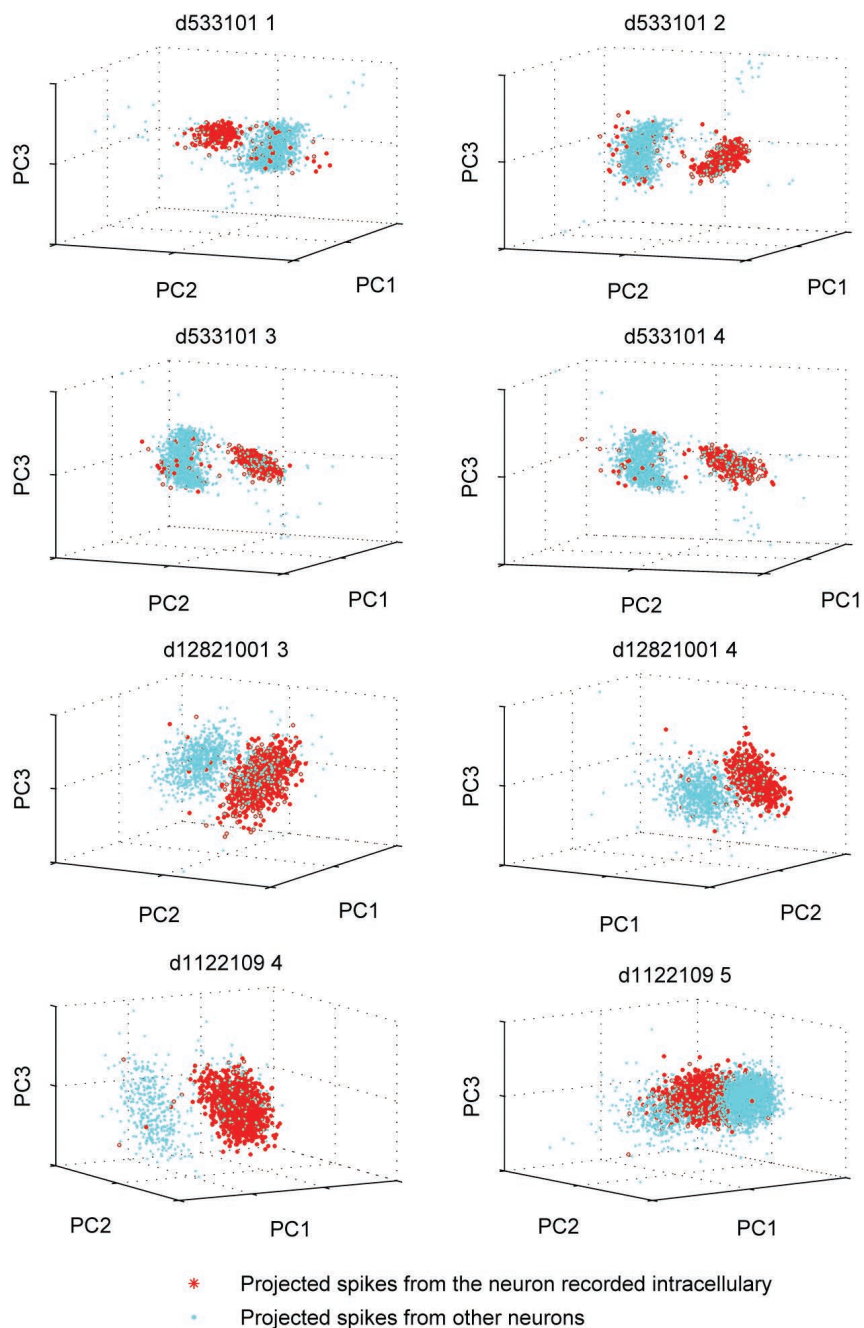 d533101 1
d533101 2
PC3
PC2
PC1
PC3
PC2
PC1
d533101 3
d533101 4
PC3
PC2
PC1
PC3
PC2
PC1
d12821001 3
d12821001 4
PC3
PC2
PC1
PC3
PC1
PC2
d1122109 4
d1122109 5
PC3
PC2
PC1
PC3
PC2
PC1
Projected spikes from the neuron recorded intracellulary
Projected spikes from other neurons